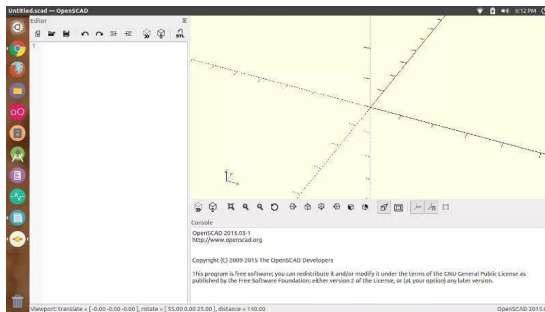 Untitled.scad — OpenSCAD
6:12 PM
Editor
STL
1
Console
OpenSCAD 2015.03-1
http://www.openscad.org
Copyright (C) 2009-2015 The OpenSCAD Developers
This program is free software; you can redistribute it and/or modify it under the terms of the GNU General Public License as
published by the Free Software Foundation; either version 2 of the License, or (at your option) any later version.
Viewport: translate = [ -0.00 -0.00 -0.00 ], rotate = [ 55.00 0.00 25.00 ], distance = 140.00
OpenSCAD 2015.0